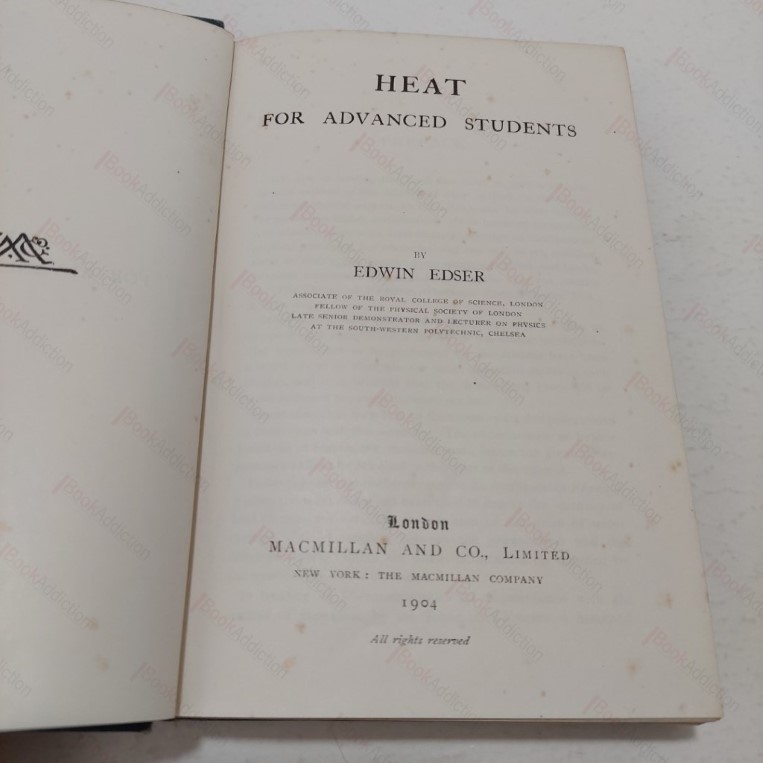 HEAT
FOR ADVANCED STUDENTS
BY
EDWIN EDSER
ASSOCIATE OF THE ROYAL COLLEGE OF SCIENCE, LONDON
FELLOW OF THE PHYSICAL SOCIETY OF LONDON
LATE SENIOR DEMONSTRATOR AND LECTURER ON PHYSICS
AT THE SOUTH-WESTERN POLYTECHNIC, CHELSEA
London
MACMILLAN AND CO., LIMITED
NEW YORK: THE MACMILLAN COMPANY
1904
All rights reserved
BookAddiction